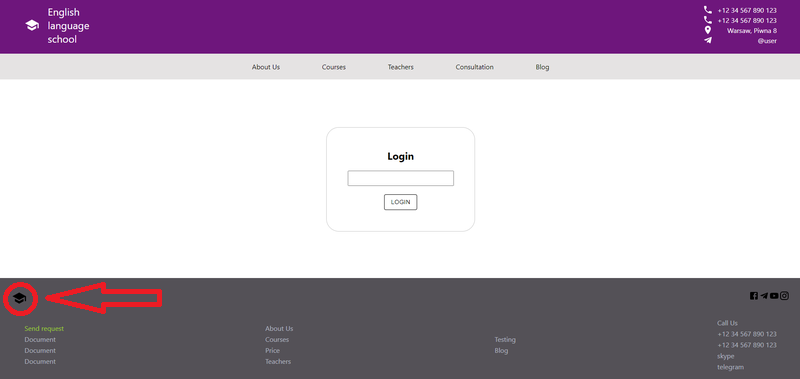 English
language
school
+12 34 567 890 123
+12 34 567 890 123
Warsaw, Piwna 8
@user
About Us Courses Teachers Consultation Blog
Login
LOGIN
Send request
Document
Document
Document
About Us
Courses
Price
Teachers
Testing
Blog
Call Us
+12 34 567 890 123
+12 34 567 890 123
skype
telegram